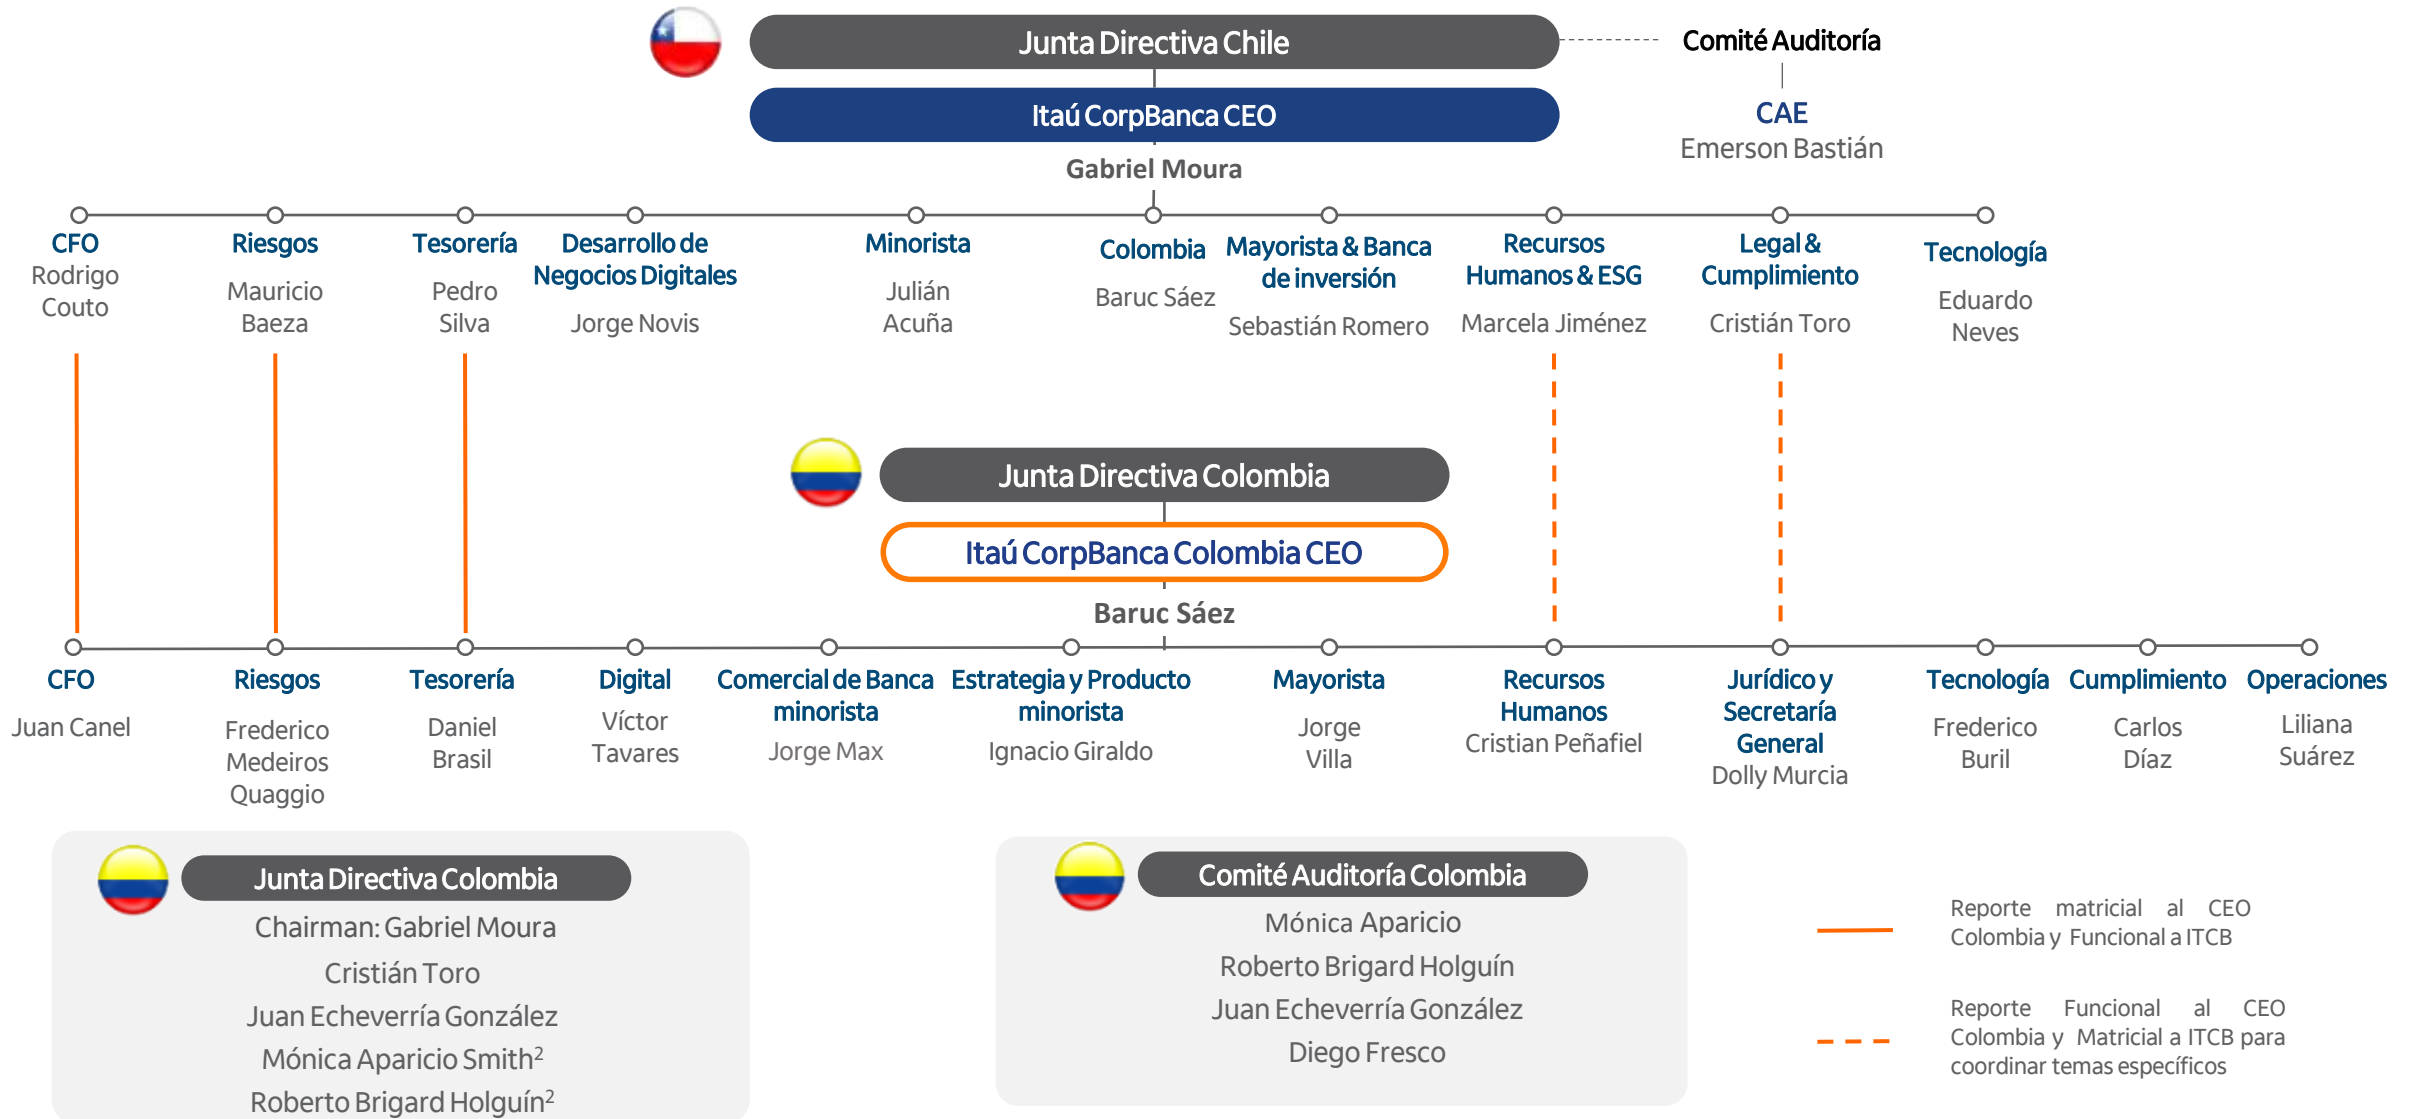 Junta Directiva Chile
Comité Auditoría
Itaú CorpBanca CEO
CAE
Emerson Bastián
Gabriel Moura
CFO
Rodrigo
Couto
Riesgos
Mauricio
Baeza
Tesorería
Pedro
Silva
Desarrollo de
Negocios Digitales
Jorge Novis
Minorista
Julián
Acuña
Colombia
Baruc Sáez
Mayorista & Banca
de inversión
Sebastián Romero
Recursos
Humanos & ESG
Marcela Jiménez
Legal &
Cumplimiento
Cristián Toro
Tecnología
Eduardo
Neves
Junta Directiva Colombia
Itaú CorpBanca Colombia CEO
Baruc Sáez
CFO
Juan Canel
Riesgos
Frederico
Medeiros
Quaggio
Tesorería
Daniel
Brasil
Digital
Víctor
Tavares
Comercial de Banca
minorista
Jorge Max
Estrategia y Producto
minorista
Ignacio Giraldo
Mayorista
Jorge
Villa
Recursos
Humanos
Cristian Peñafiel
Jurídico y
Secretaría
General
Dolly Murcia
Tecnología
Frederico
Buril
Cumplimiento
Carlos
Díaz
Operaciones
Liliana
Suárez
Junta Directiva Colombia
Chairman: Gabriel Moura
Cristián Toro
Juan Echeverría González
Mónica Aparicio Smith²
Roberto Brigard Holguín²
Comité Auditoría Colombia
Mónica Aparicio
Roberto Brigard Holguín
Juan Echeverría González
Diego Fresco
Reporte matricial al CEO
Colombia y Funcional a ITCB
Reporte Funcional al CEO
Colombia y Matricial a ITCB para
coordinar temas específicos